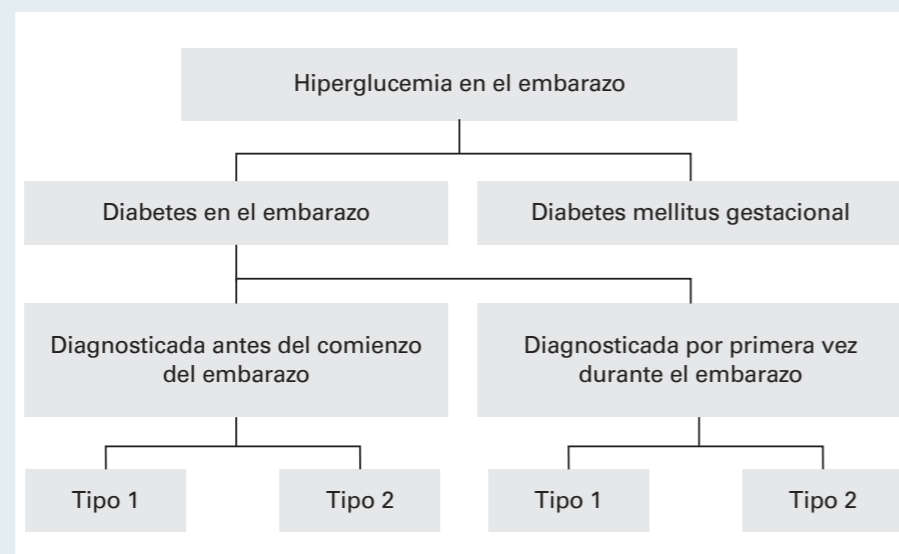 Hiperglucemia en el embarazo
Diabetes en el embarazo
Diabetes mellitus gestacional
Diagnosticada antes del comienzo
del embarazo
Diagnosticada por primera vez
durante el embarazo
Tipo 1
Tipo 2
Tipo 1
Tipo 2